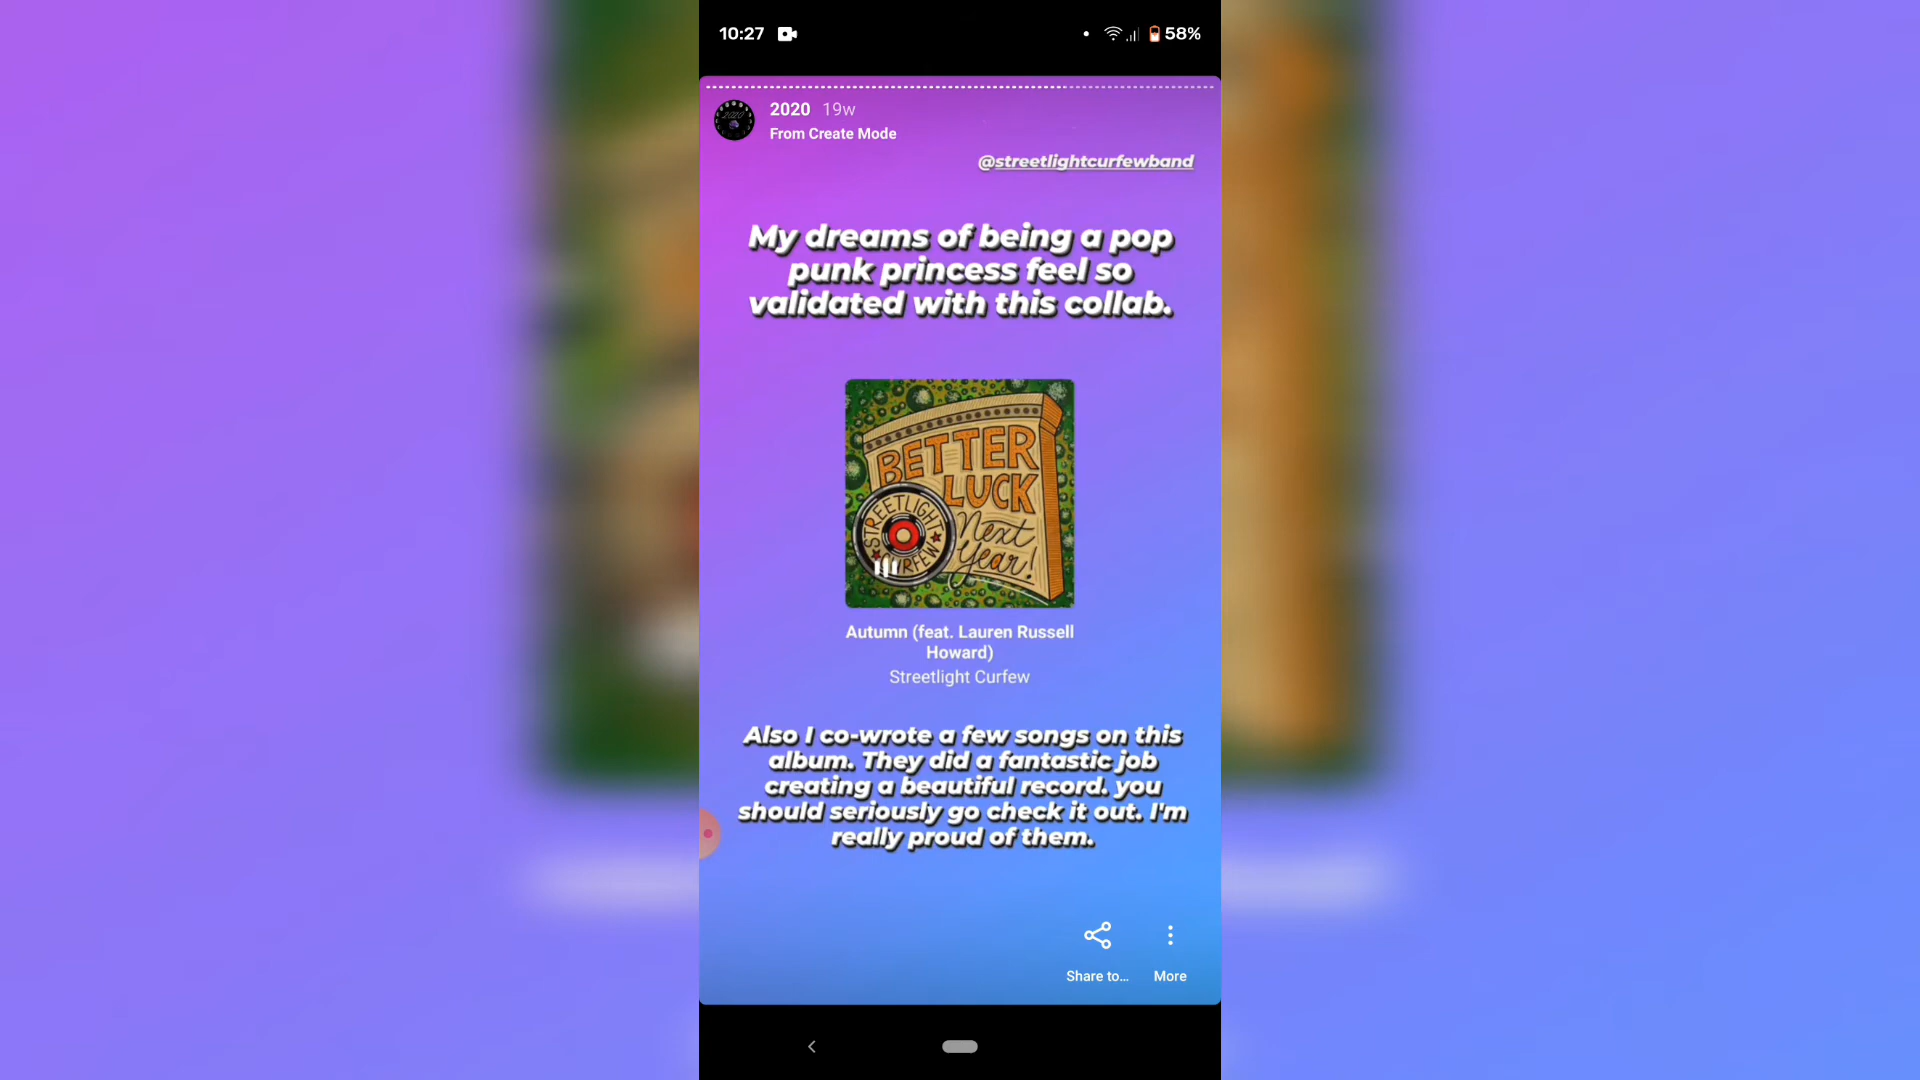 10:27
58%
2020 19w
From Create Mode
@streetlightcurfewband
My dreams of being a pop
punk princess feel so
validated with this collab.
BETTER
LUCK
Next
Year!
STREETLIGHT
CURFEW
Autumn (feat. Lauren Russell
Howard)
Streetlight Curfew
Also I co-wrote a few songs on this
album. They did a fantastic job
creating a beautiful record. you
should seriously go check it out. I'm
really proud of them.
Share to... More